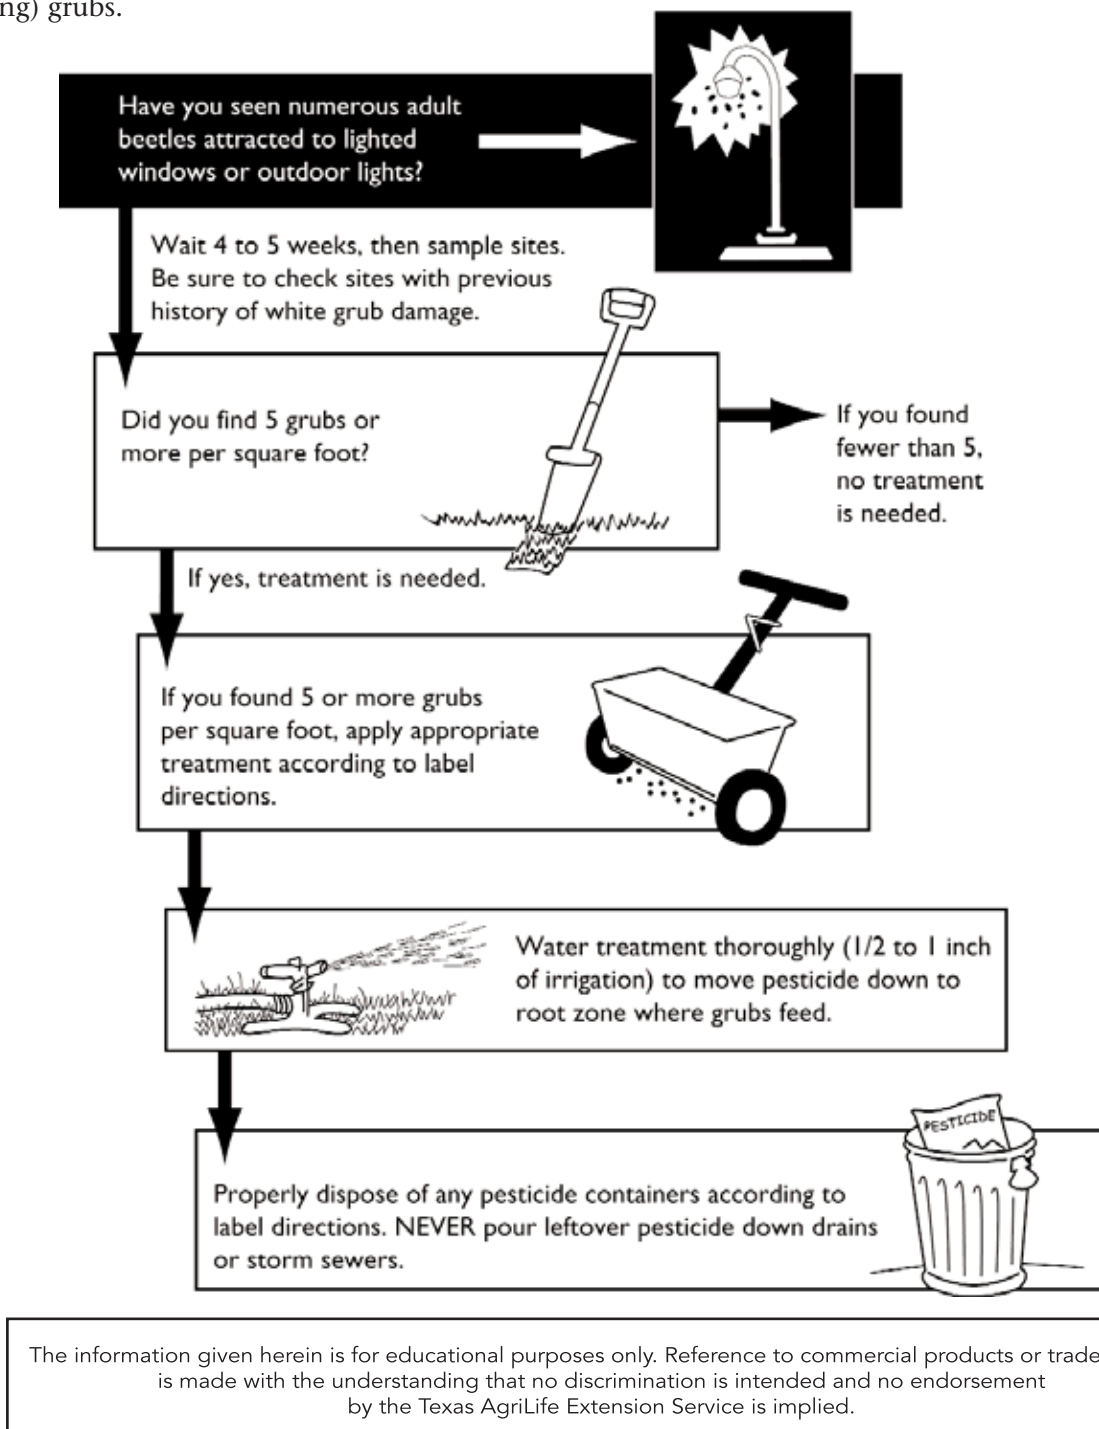 ng) grubs.
Have you seen numerous adult
beetles attracted to lighted
windows or outdoor lights?
Wait 4 to 5 weeks, then sample sites.
Be sure to check sites with previous
history of white grub damage.
Did you find 5 grubs or
more per square foot?
If you found
fewer than 5,
no treatment
is needed.
If yes, treatment is needed.
If you found 5 or more grubs
per square foot, apply appropriate
treatment according to label
directions.
Water treatment thoroughly (1/2 to 1 inch
of irrigation) to move pesticide down to
root zone where grubs feed.
PESTICIDE
Properly dispose of any pesticide containers according to
label directions. NEVER pour leftover pesticide down drains
or storm sewers.
The information given herein is for educational purposes only. Reference to commercial products or trade
is made with the understanding that no discrimination is intended and no endorsement
by the Texas AgriLife Extension Service is implied.